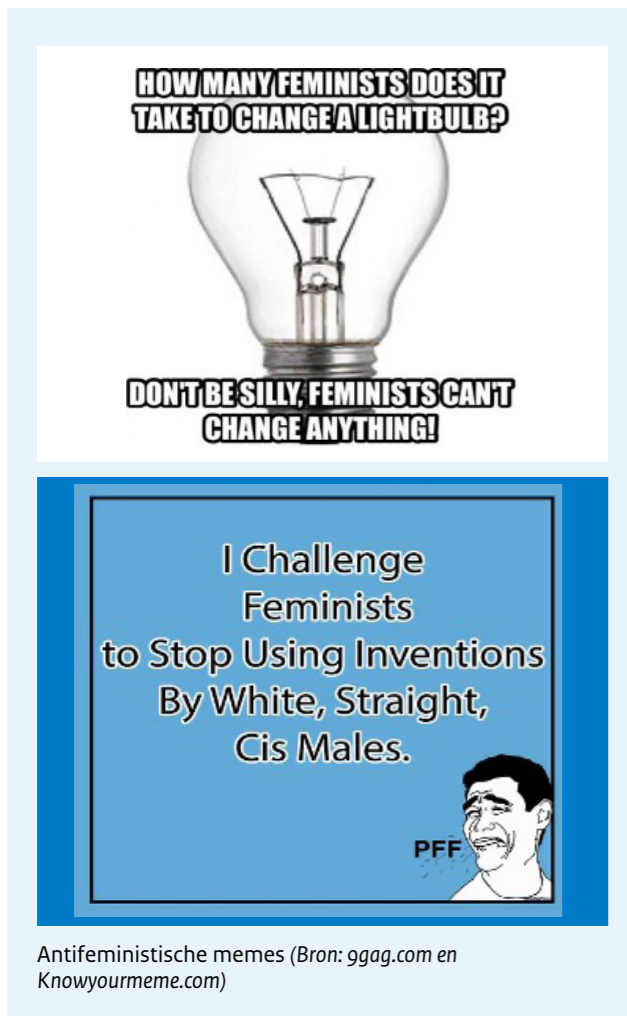 HOW MANY FEMINISTS DOES IT
TAKE TO CHANGE A LIGHTBULB?
DON'T BE SILLY, FEMINISTS CAN'T
CHANGE ANYTHING!
I Challenge
Feminists
to Stop Using Inventions
By White, Straight,
Cis Males.
PFF
Antifeministische memes (Bron: 9gag.com en
Knowyourmeme.com)